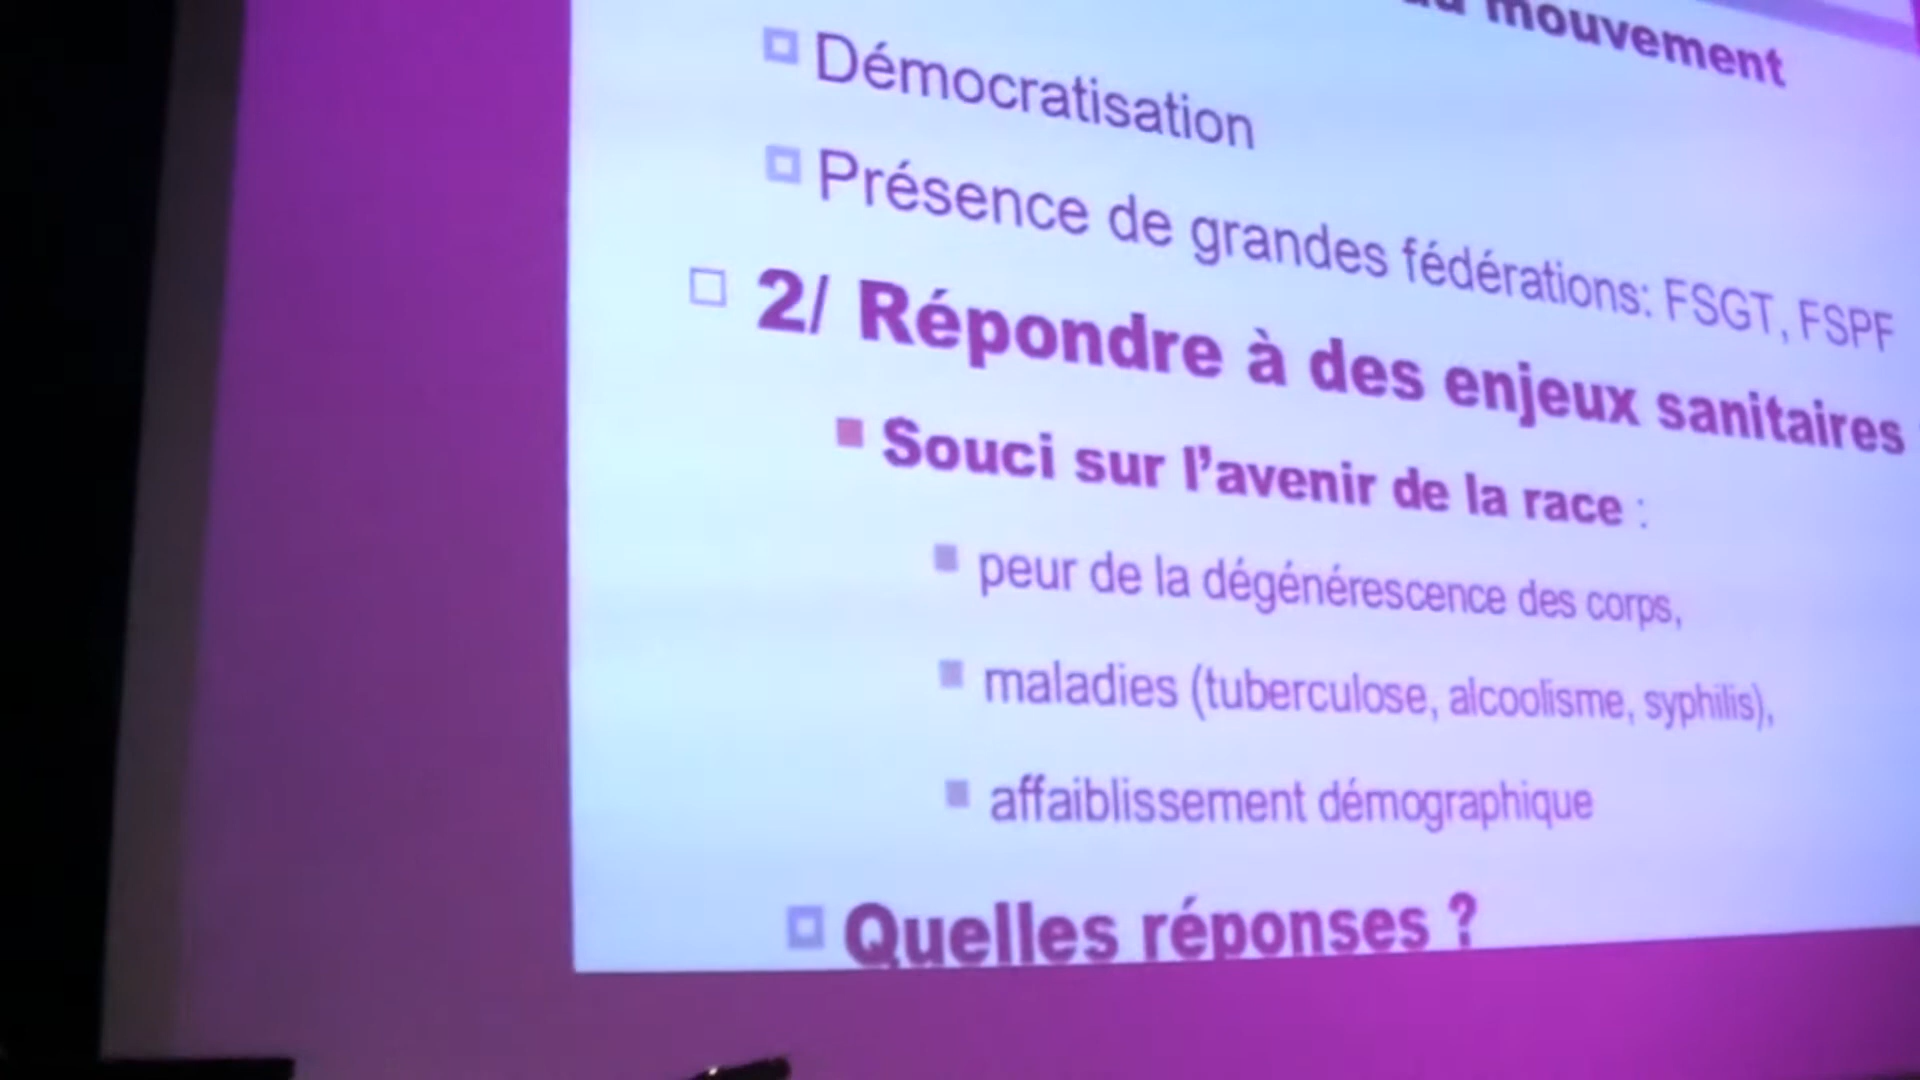 mouvement
Démocratisation
Présence de grandes fédérations: FSGT, FSPF
2/ Répondre à des enjeux sanitaires
Souci sur l’avenir de la race :
peur de la dégénérescence des corps,
maladies (tuberculose, alcoolisme, syphilis),
affaiblissement démographique
Quelles réponses ?